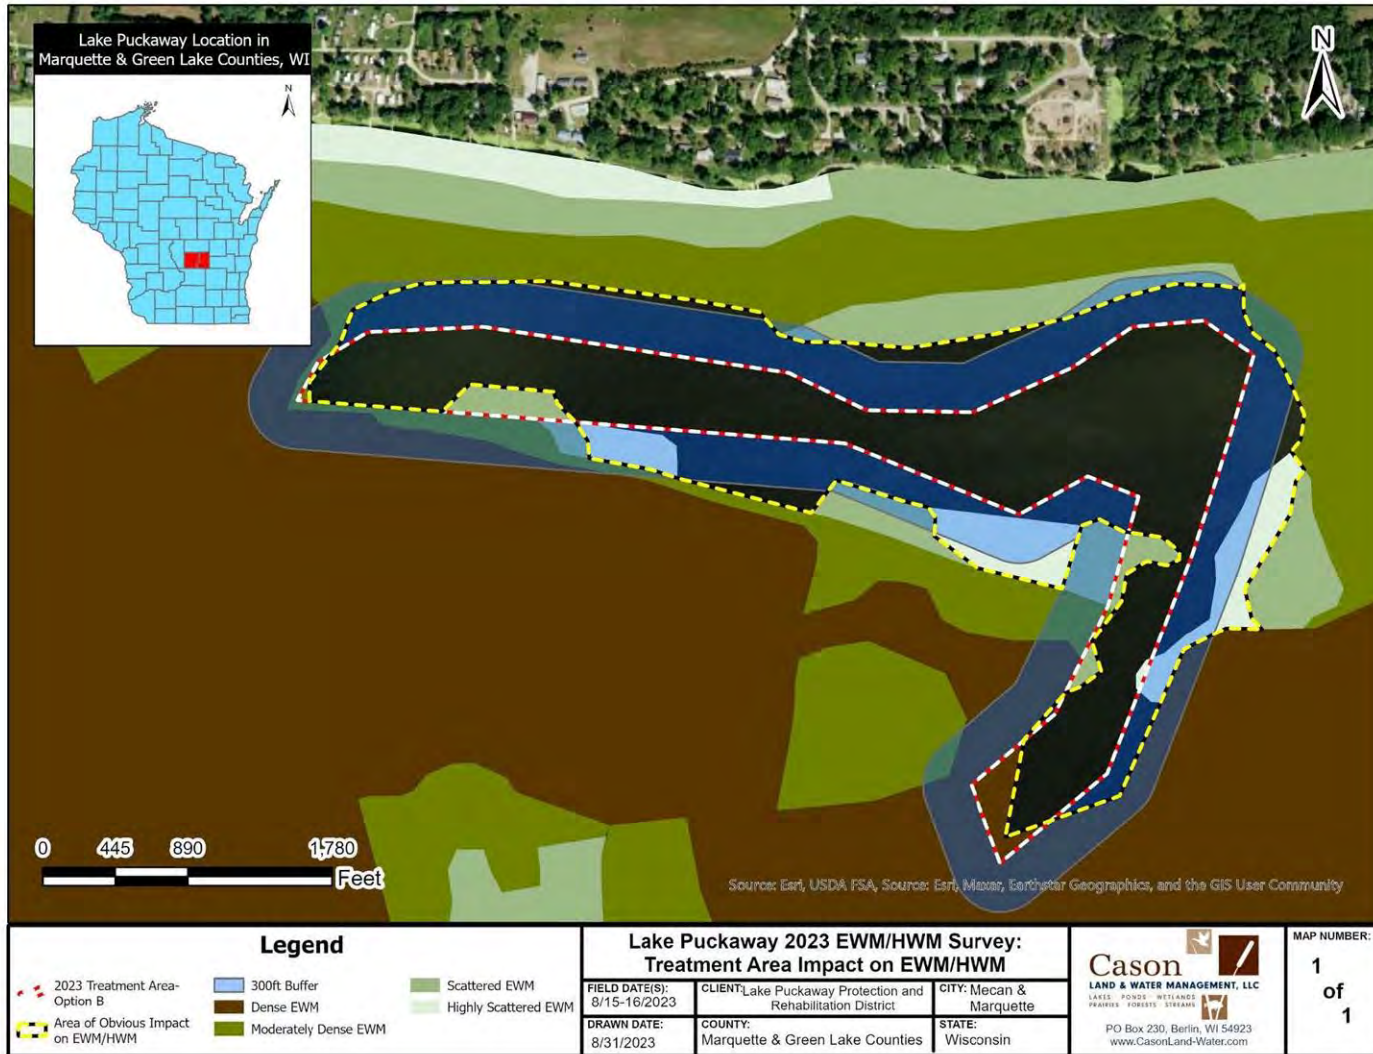 Lake Puckaway Location in
Marquette & Green Lake Counties, WI
N
N
0 445 890 1,780
Feet
Source: Esri, USDA FSA, Source: Esri, Maxar, Earthstar Geographics, and the GIS User Community
Legend
2023 Treatment Area-
Option B
Area of Obvious Impact
on EWM/HWM
300ft Buffer
Dense EWM
Moderately Dense EWM
Scattered EWM
Highly Scattered EWM
Lake Puckaway 2023 EWM/HWM Survey:
Treatment Area Impact on EWM/HWM
FIELD DATE(S):
8/15-16/2023
CLIENT: Lake Puckaway Protection and
Rehabilitation District
CITY: Mecan &
Marquette
DRAWN DATE:
8/31/2023
COUNTY:
Marquette & Green Lake Counties
STATE:
Wisconsin
Cason
LAND & WATER MANAGEMENT, LLC
LAKES PONDS WETLANDS
PRAIRIES FORESTS STREAMS
PO Box 230, Berlin, WI 54923
www.CasonLand-Water.com
MAP NUMBER:
1
of
1